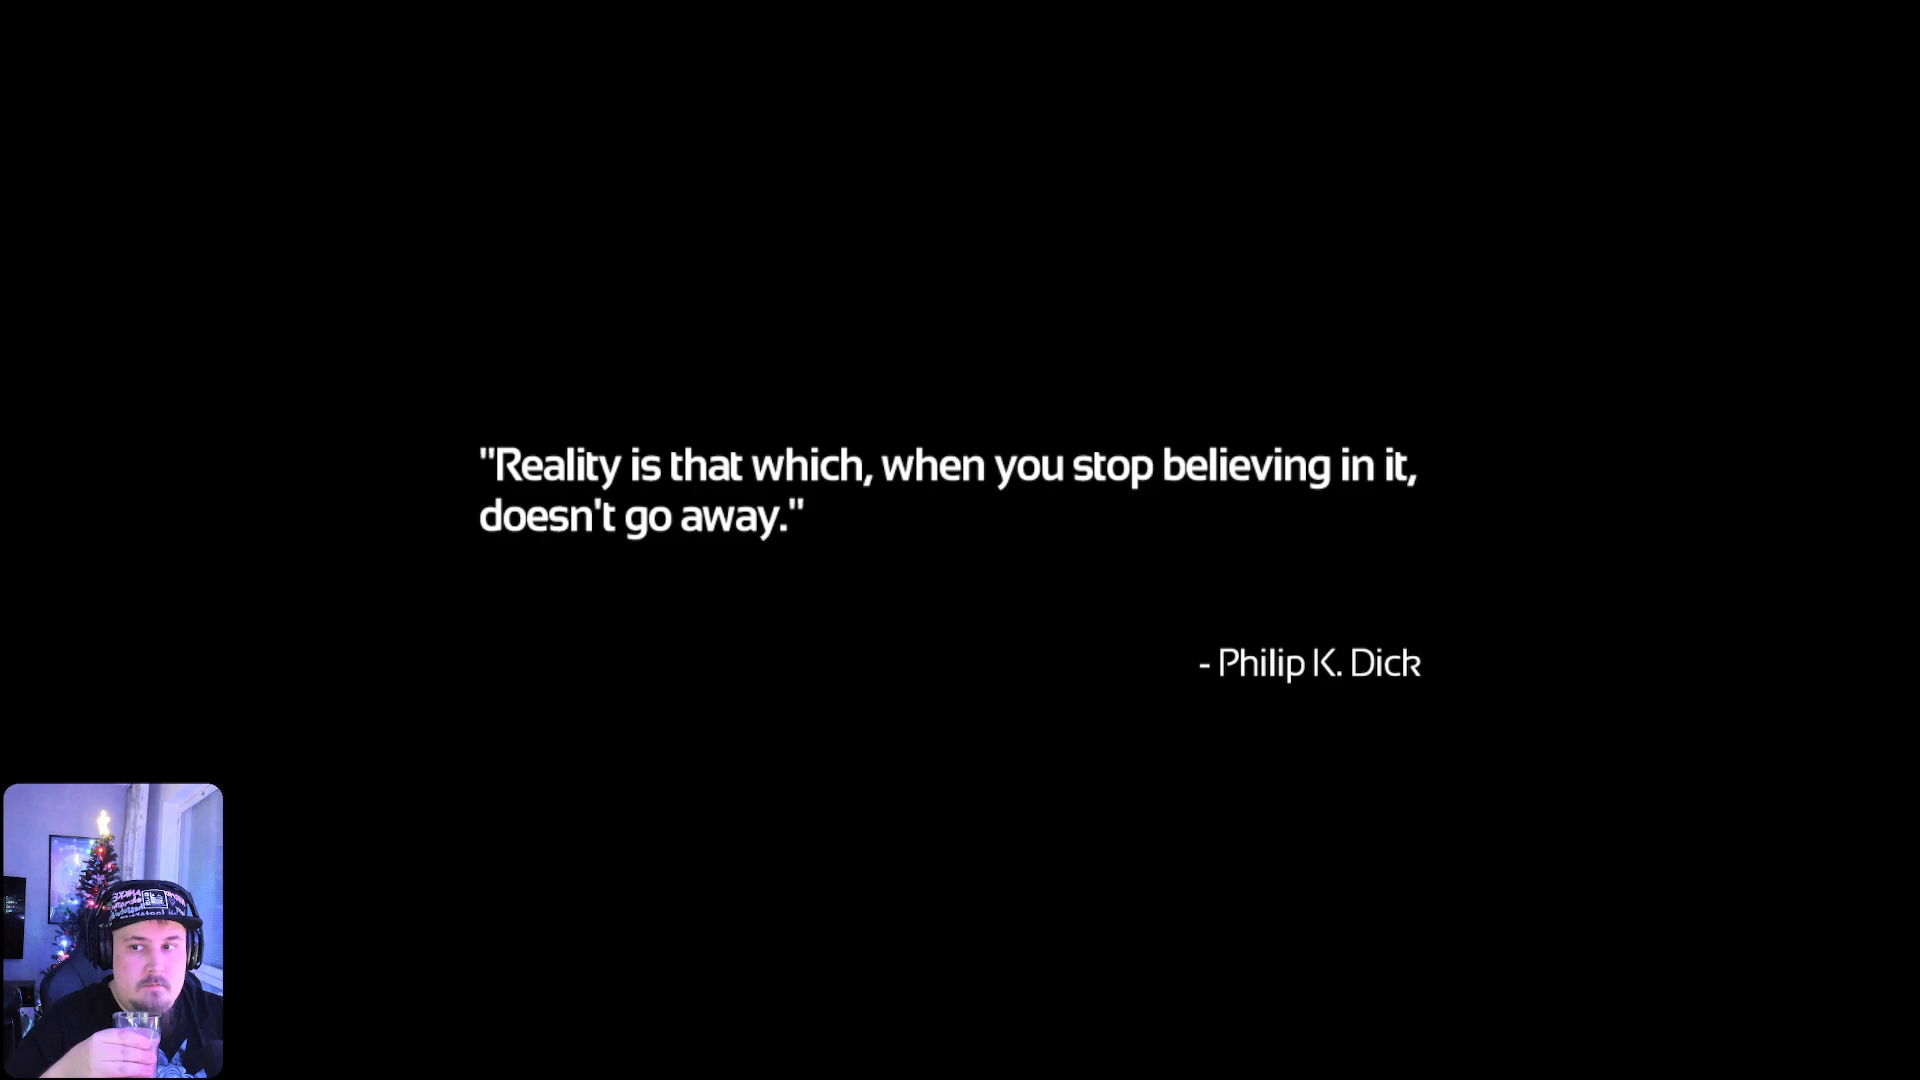 "Reality is that which, when you stop believing in it,
doesn't go away."
- Philip K. Dick